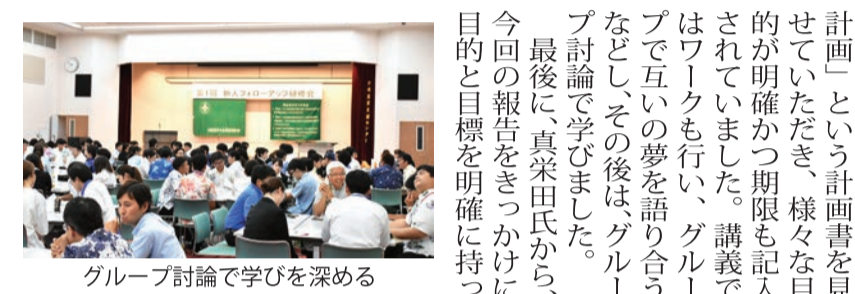 計画」という計画書を見
せていただき、様々な目
的が明確かつ期限も記入
されていました。講義で
はワークも行い、グルー
プで互いの夢を語り合う
などし、その後は、グルー
プ討論で学びました。
最後に、真栄田氏から、
今回の報告をきっかけに
目的と目標を明確に持っ
第1回 新人フォローアップ研修会
グループ討論で学びを深める